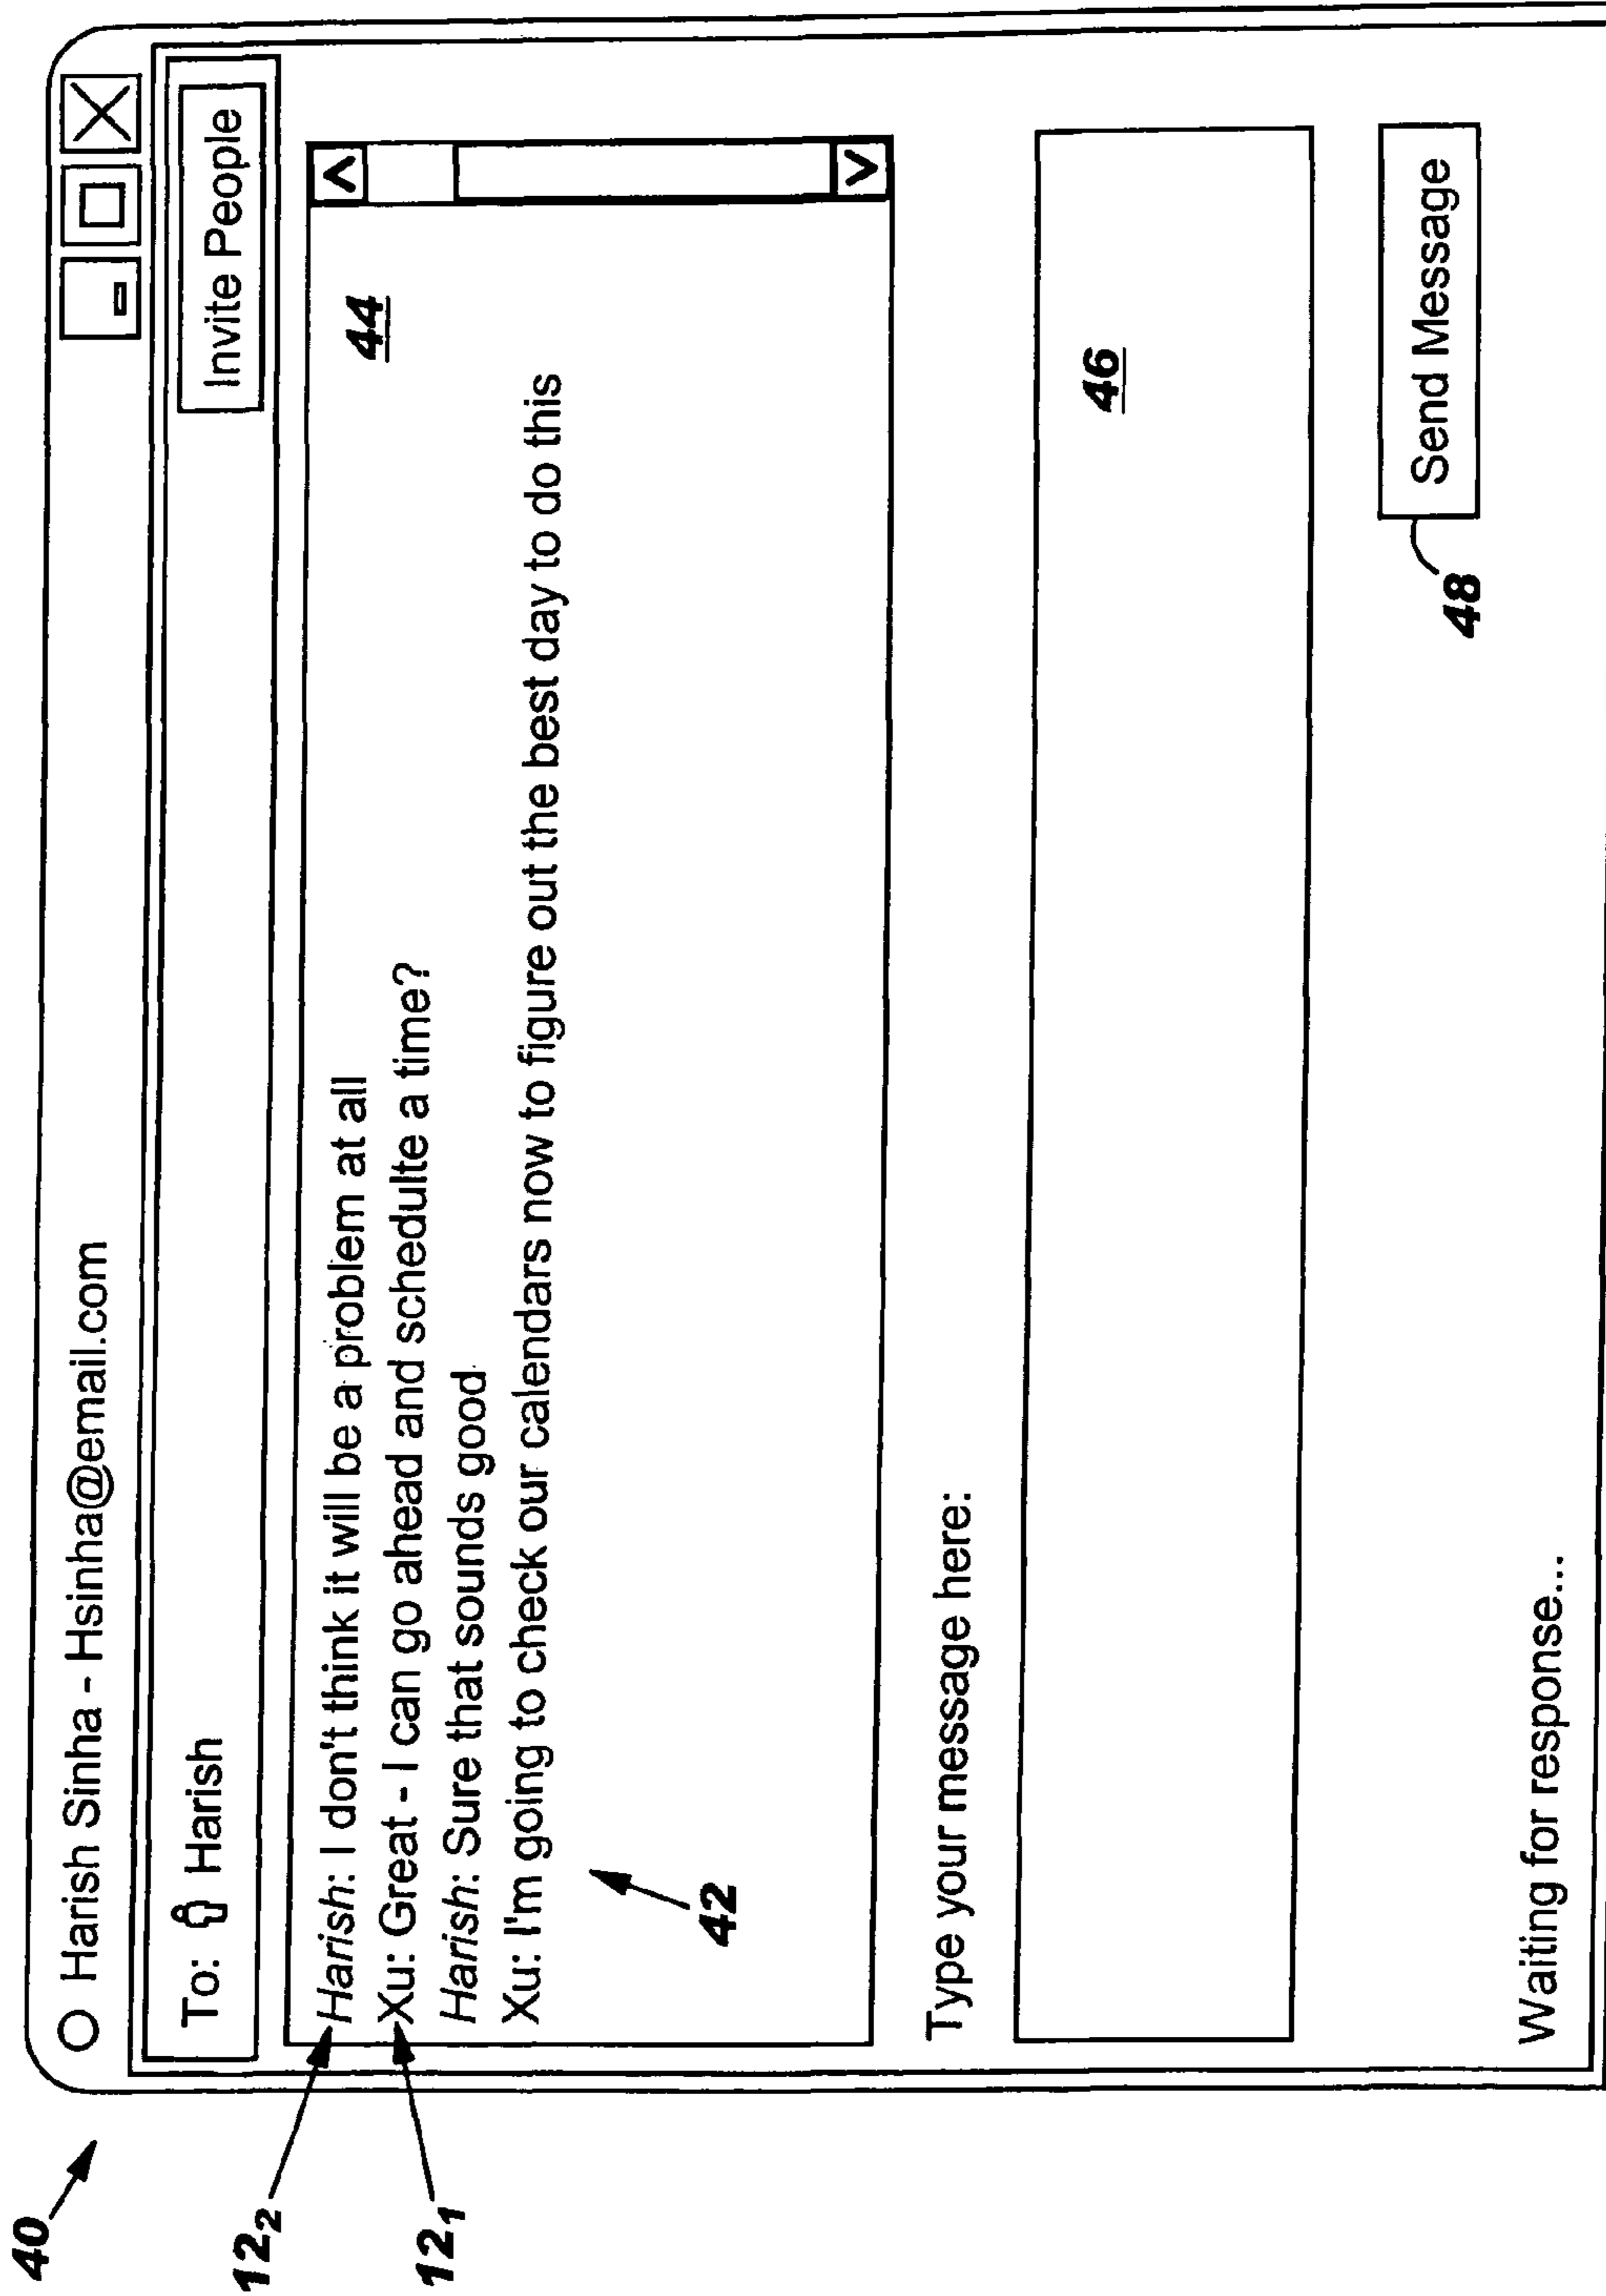 40
Harish Sinha - Hsinha@email.com
To: Harish
Invite People
12₂
Harish: I don't think it will be a problem at all
44
12₁
Xu: Great - I can go ahead and schedulte a time?
Harish: Sure that sounds good
Xu: I'm going to check our calendars now to figure out the best day to do this
42
Type your message here:
46
48
Send Message
Waiting for response...